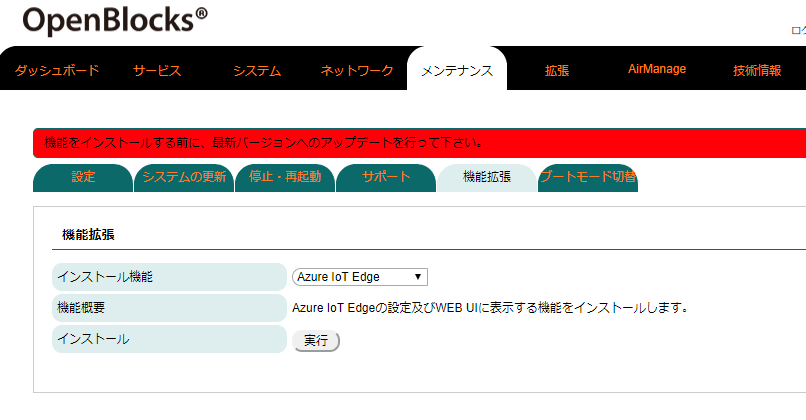 OpenBlocks®
ログ
ダッシュボード サービス システム ネットワーク メンテナンス 拡張 AirManage 技術情報
機能をインストールする前に、最新バージョンへのアップデートを行って下さい。
設定 システムの更新 停止・再起動 サポート 機能拡張 ブートモード切替
機能拡張
インストール機能 Azure IoT Edge
機能概要 Azure IoT Edgeの設定及びWEB UIに表示する機能をインストールします。
インストール 実行